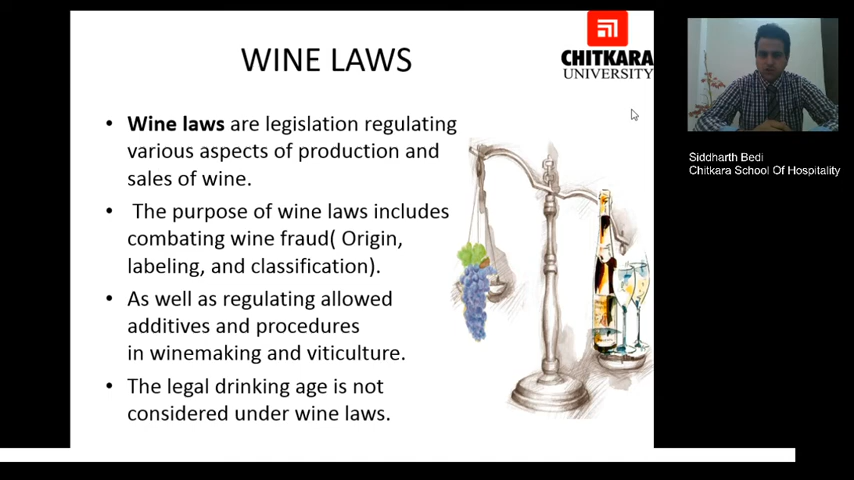 WINE LAWS
CHITKARA
UNIVERSITY
• Wine laws are legislation regulating
various aspects of production and
sales of wine.
• The purpose of wine laws includes
combating wine fraud( Origin,
labeling, and classification).
• As well as regulating allowed
additives and procedures
in winemaking and viticulture.
• The legal drinking age is not
considered under wine laws.
Siddharth Bedi
Chitkara School Of Hospitality